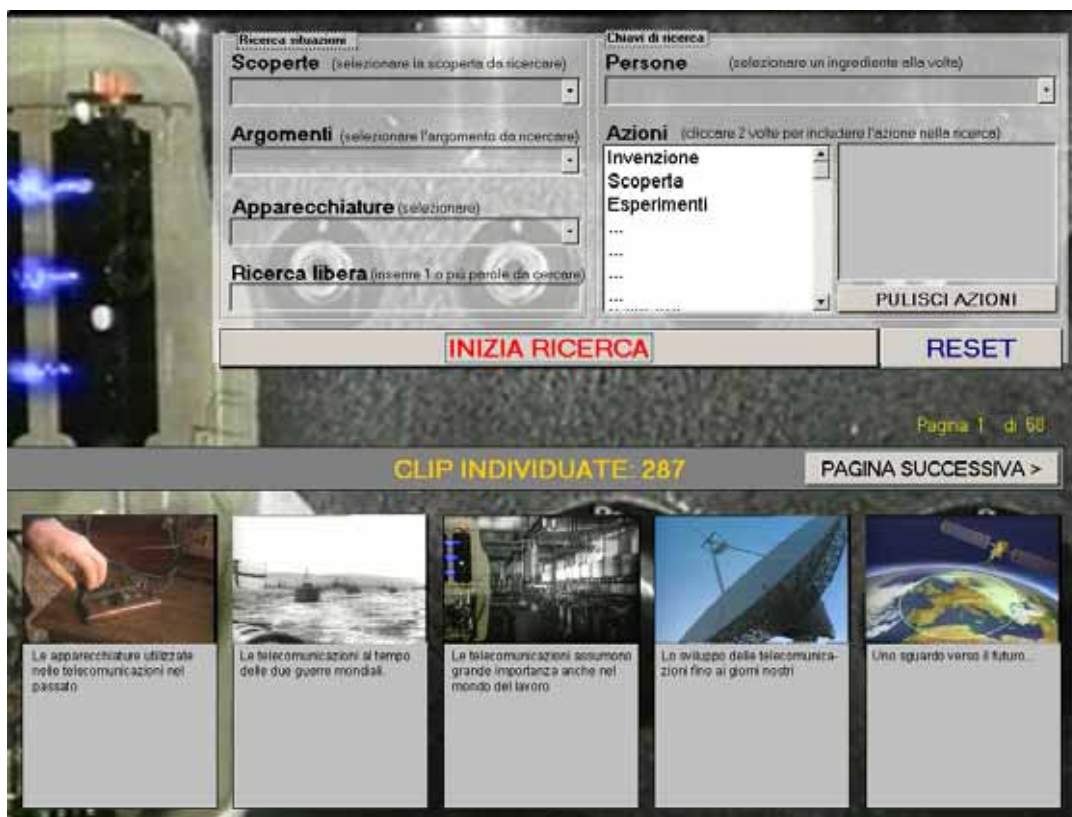 Ricerca situazioni
Scoperte (selezionare la scoperta da ricercare)
Argomenti (selezionare l'argomento da ricercare)
Apparecchiature (selezionare)
Ricerca libera (inserire 1 o più parole da cercare)
Chiavi di ricerca
Persone (selezionare un ingrediente alla volta)
Azioni (cliccare 2 volte per includere l'azione nella ricerca)
Invenzione
Scoperta
Esperimenti
...
...
...
...
PULISCI AZIONI
INIZIA RICERCA
RESET
Pagina 1 di 68
CLIP INDIVIDUATE: 287
PAGINA SUCCESSIVA >
Le apparecchiature utilizzate
nelle telecomunicazioni nel
passato
Le telecomunicazioni al tempo
delle due guerre mondiali.
Le telecomunicazioni assumono
grande importanza anche nel
mondo del lavoro
Lo sviluppo delle telecomunica-
zioni fino ai giorni nostri
Uno sguardo verso il futuro...